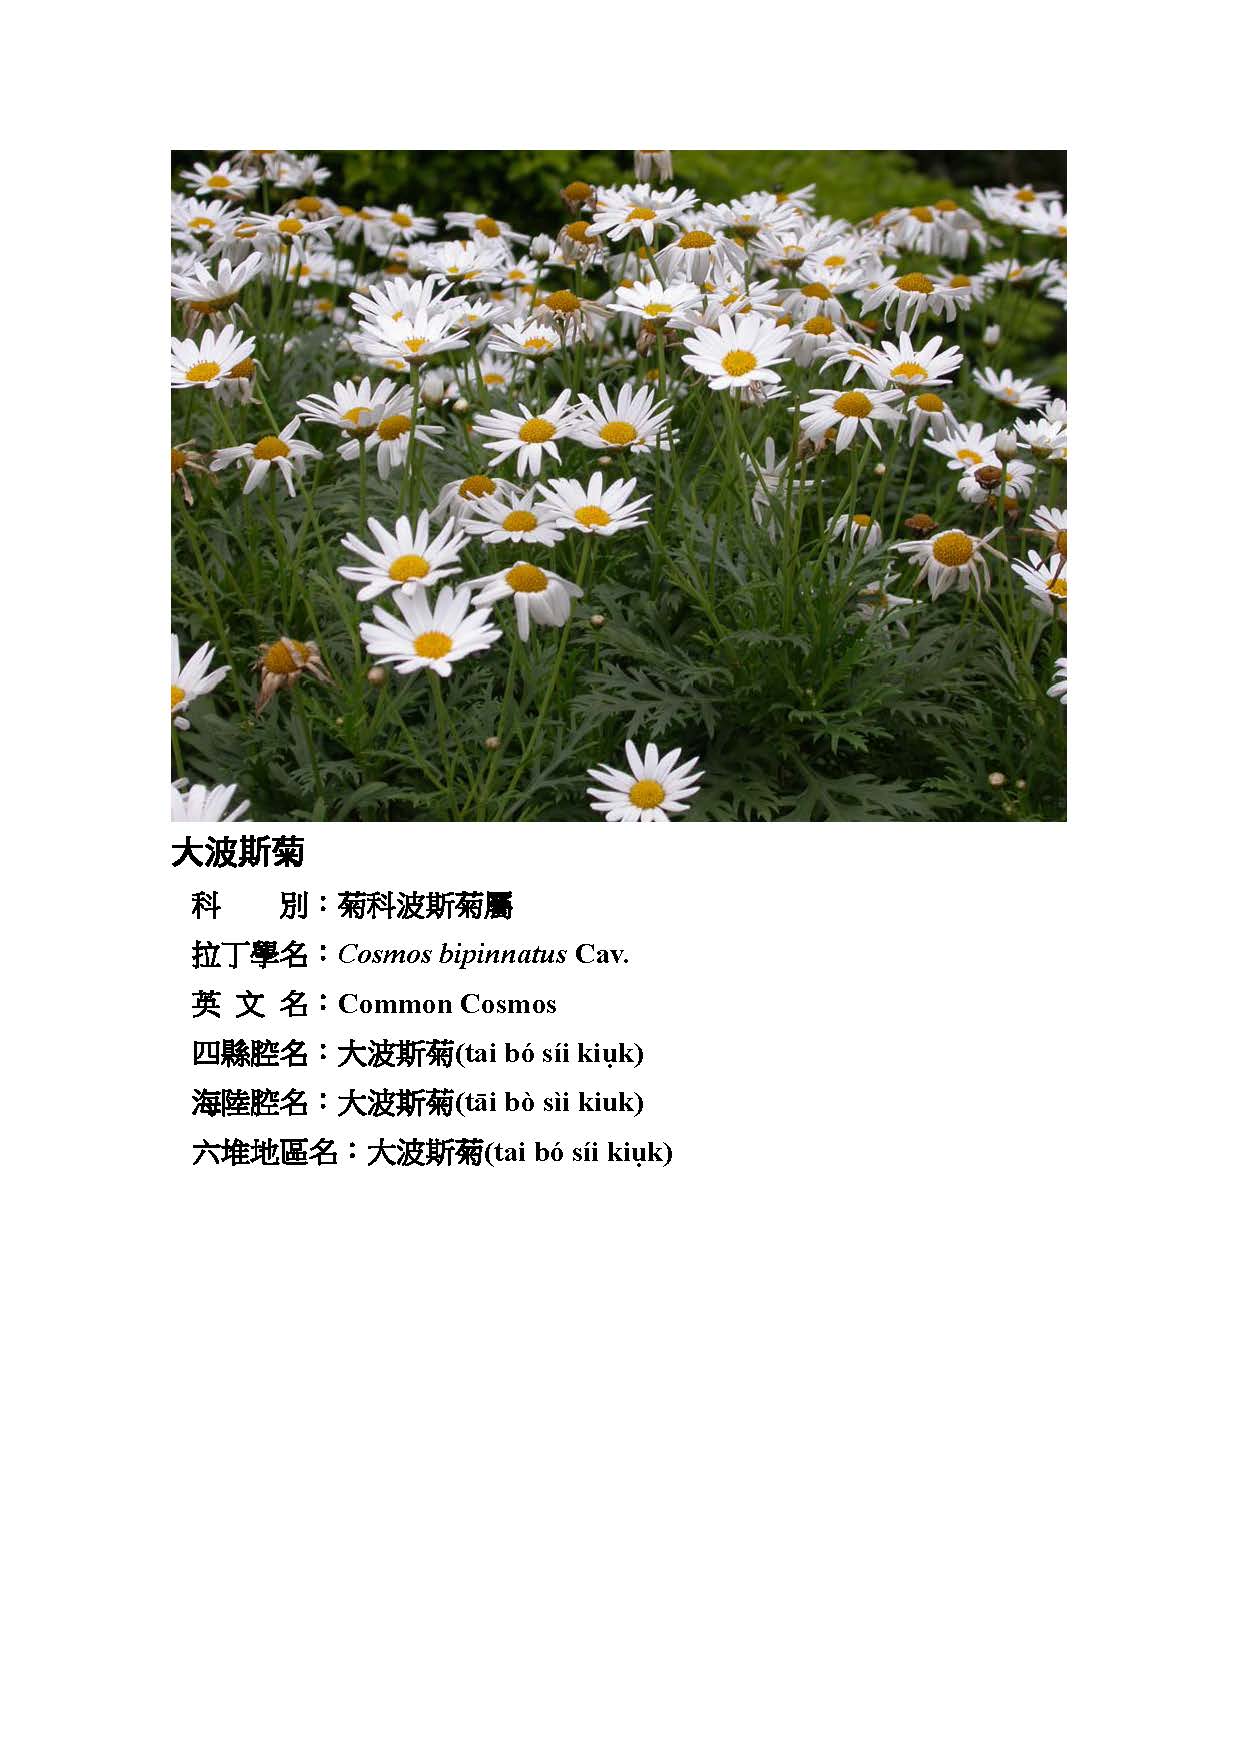 大波斯菊
科　　別：菊科波斯菊屬
拉丁學名：Cosmos bipinnatus Cav.
英 文 名：Common Cosmos
四縣腔名：大波斯菊(tai bó síi kiụk)
海陸腔名：大波斯菊(tāi bò sìi kiuk)
六堆地區名：大波斯菊(tai bó síi kiụk)